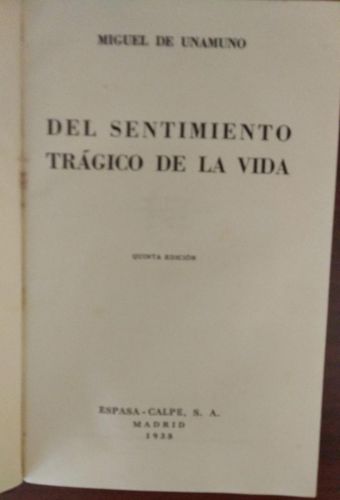 MIGUEL DE UNAMUNO
DEL SENTIMIENTO
TRÁGICO DE LA VIDA
QUINTA EDICIÓN
ESPASA-CALPE, S. A.
MADRID
1938